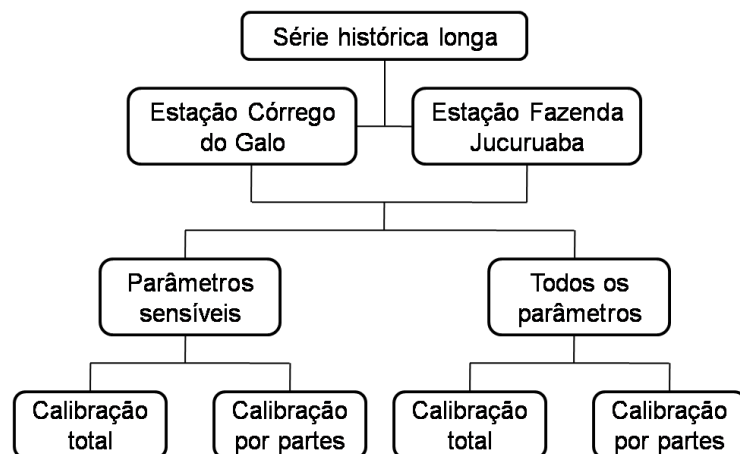 Série histórica longa
Estação Córrego
do Galo
Estação Fazenda
Jucuruaba
Parâmetros
sensíveis
Todos os
parâmetros
Calibração
total
Calibração
por partes
Calibração
total
Calibração
por partes